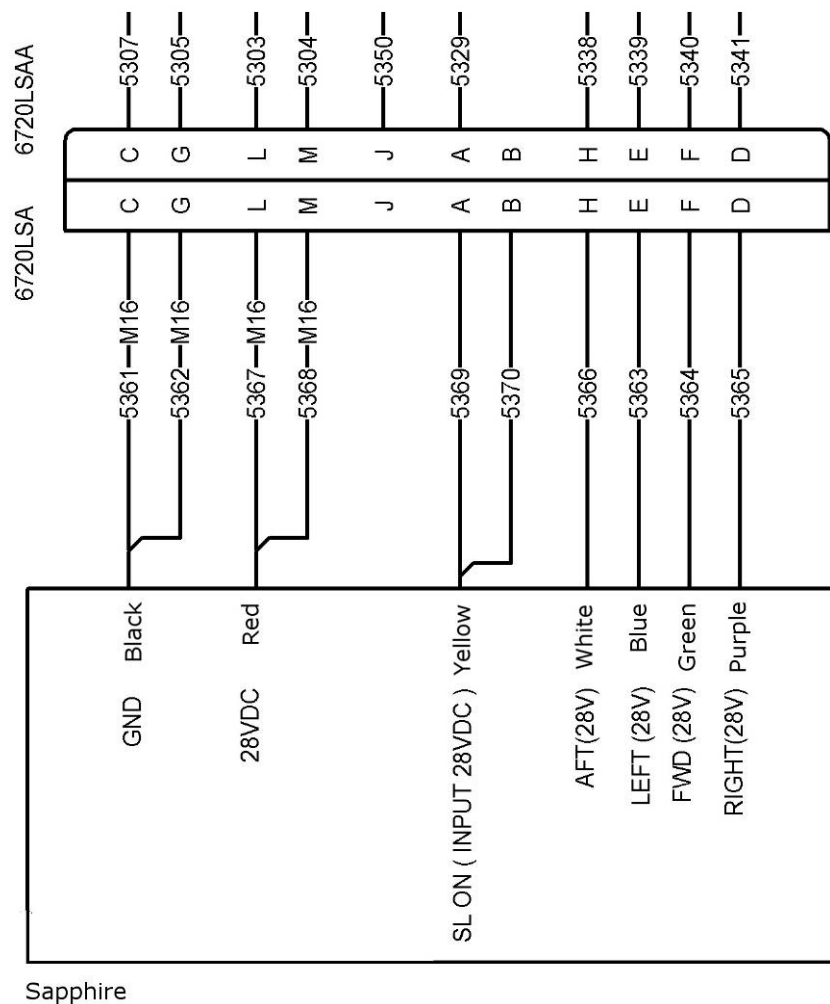 6720LSAA
5307
5305
5303
5304
5350
5329
5338
5339
5340
5341
C G L M J A B H E F D
6720LSA
C G L M J A B H E F D
5361 M16
5362 M16
5367 M16
5368 M16
5369
5370
5366
5363
5364
5365
GND Black
28VDC Red
SL ON ( INPUT 28VDC ) Yellow
AFT(28V) White
LEFT (28V) Blue
FWD (28V) Green
RIGHT(28V) Purple
Sapphire